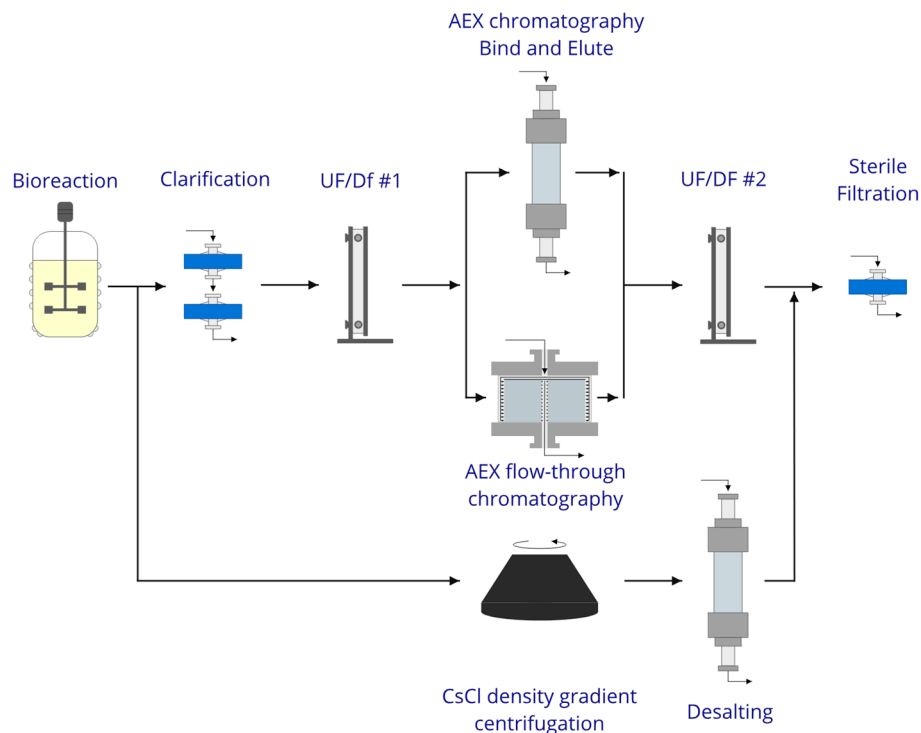 AEX chromatography
Bind and Elute
Bioreaction
Clarification
UF/Df #1
UF/DF #2
Sterile
Filtration
AEX flow-through
chromatography
CsCl density gradient
centrifugation
Desalting